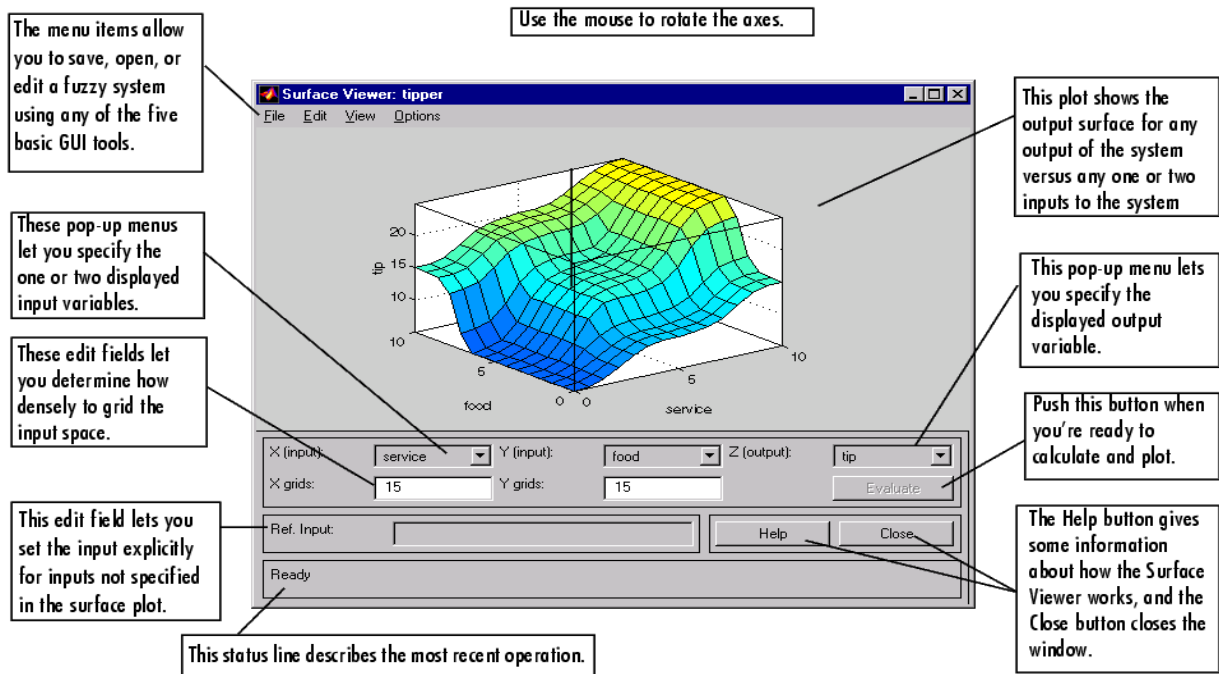 Use the mouse to rotate the axes.
The menu items allow
you to save, open, or
edit a fuzzy system
using any of the five
basic GUI tools.
These pop-up menus
let you specify the
one or two displayed
input variables.
These edit fields let
you determine how
densely to grid the
input space.
This edit field lets you
set the input explicitly
for inputs not specified
in the surface plot.
Surface Viewer: tipper
File Edit View Options
20
15
10
tip
10
5
0
food
0
5
10
service
X (input): service Y (input): food Z (output): tip
X grids: 15 Y grids: 15 Evaluate
Ref. Input: Help Close
Ready
This plot shows the
output surface for any
output of the system
versus any one or two
inputs to the system
This pop-up menu lets
you specify the
displayed output
variable.
Push this button when
you're ready to
calculate and plot.
The Help button gives
some information
about how the Surface
Viewer works, and the
Close button closes the
window.
This status line describes the most recent operation.